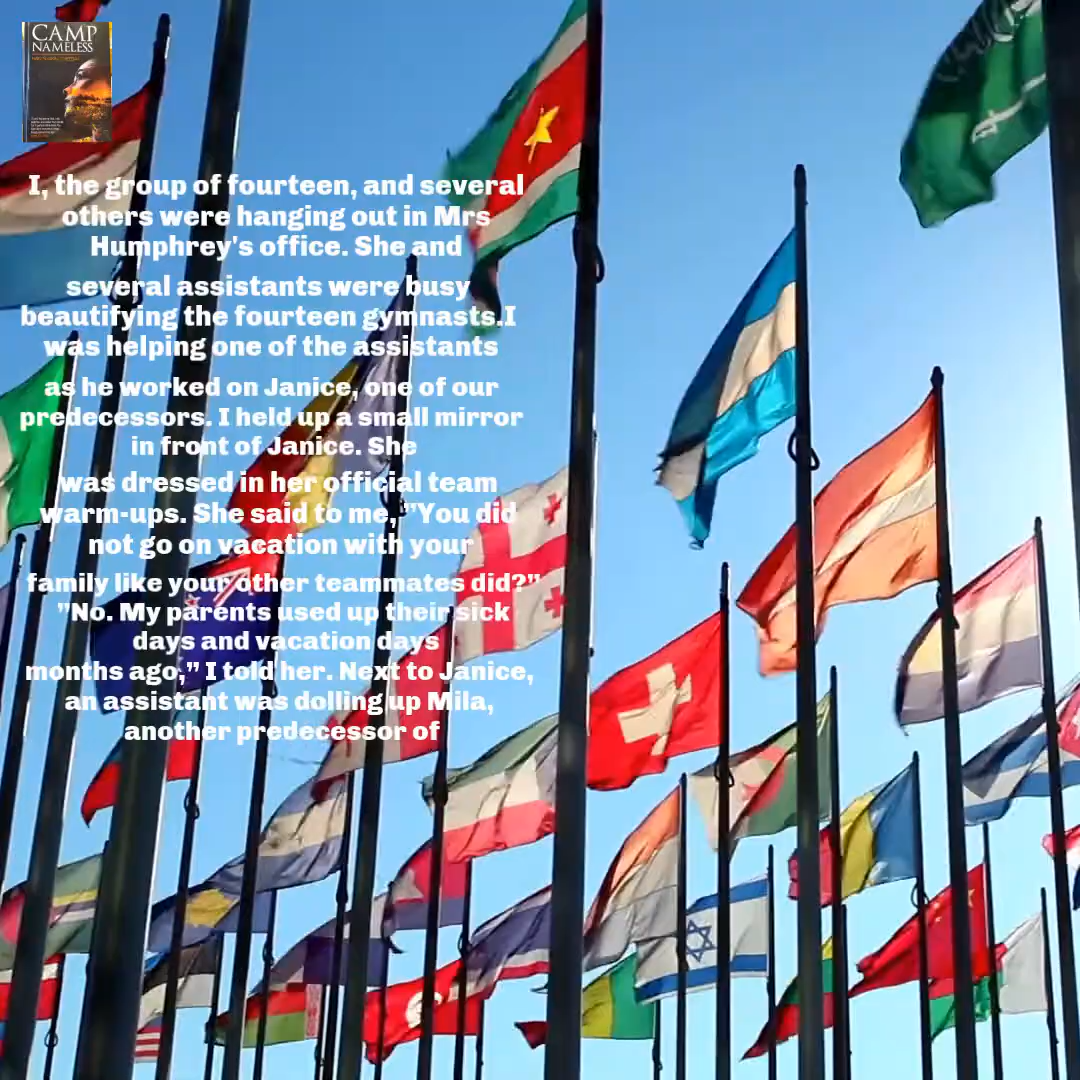 CAMP
NAMELESS
I, the group of fourteen, and several
others were hanging out in Mrs
Humphrey's office. She and
several assistants were busy
beautifying the fourteen gymnasts.I
was helping one of the assistants
as he worked on Janice, one of our
predecessors. I held up a small mirror
in front of Janice. She
was dressed in her official team
warm-ups. She said to me, ”You did
not go on vacation with your
family like your other teammates did?”
”No. My parents used up their sick
days and vacation days
months ago,” I told her. Next to Janice,
an assistant was dolling up Mila,
another predecessor of